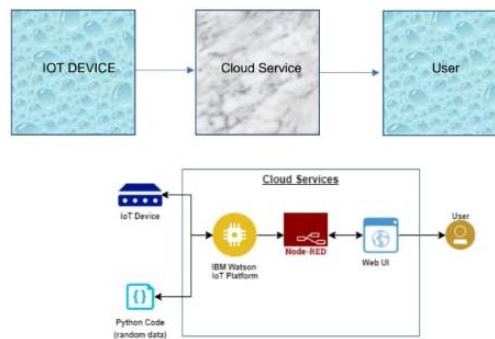 IOT DEVICE
Cloud Service
User
Cloud Services
IoT Device
IBM Watson
IoT Platform
Node-RED
Web UI
User
Python Code
(random data)